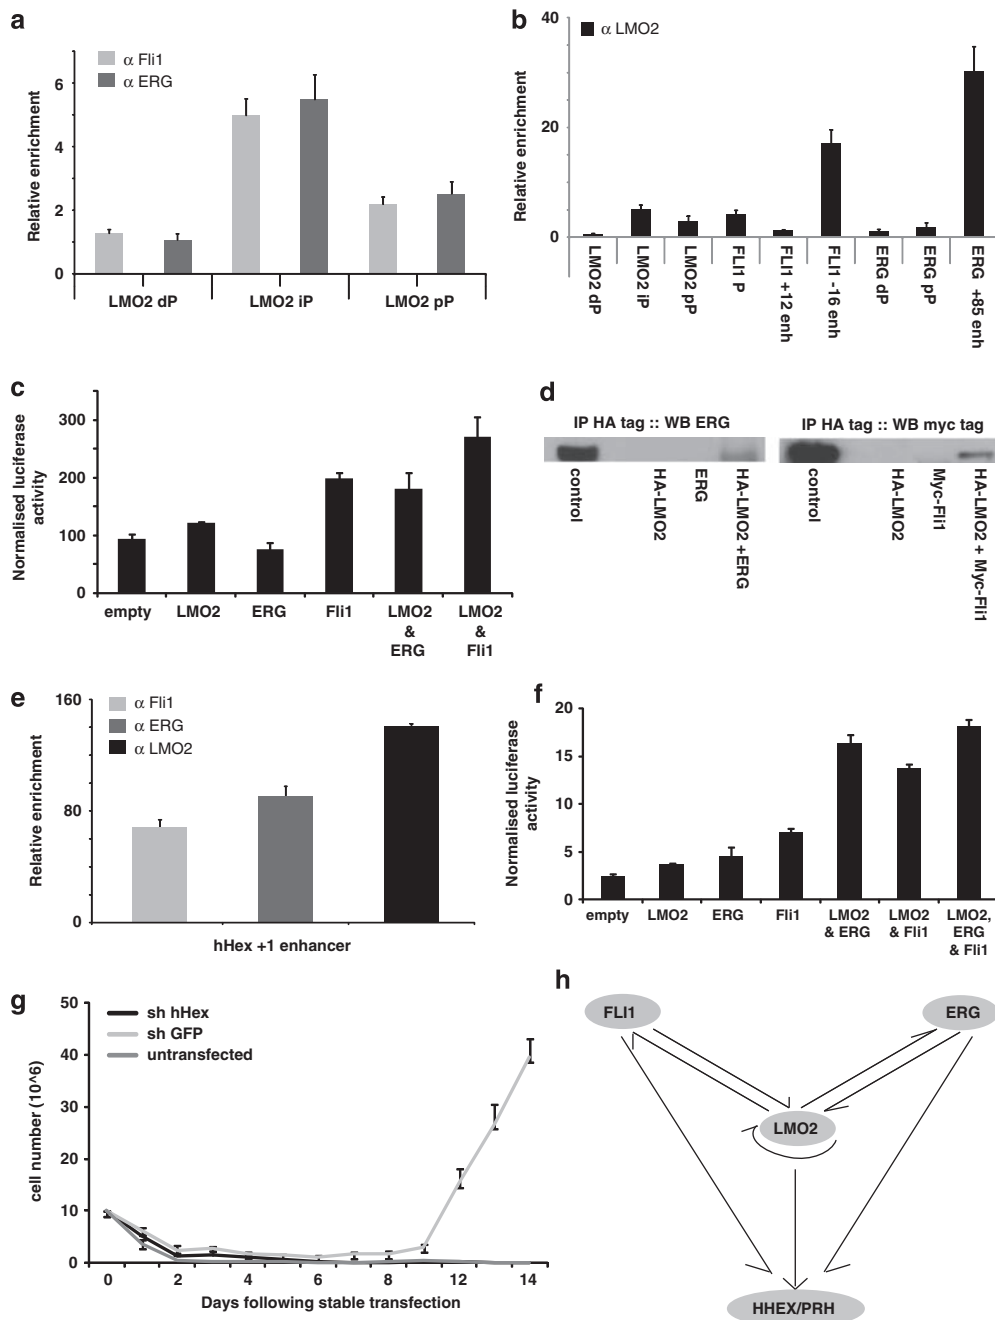 a
α Fli1
α ERG
Relative enrichment
6
4
2
0
LMO2 dP
LMO2 iP
LMO2 pP
b
α LMO2
Relative enrichment
40
20
0
LMO2 dP
LMO2 iP
LMO2 pP
FLI1 P
FLI1 +12 enh
FLI1 -16 enh
ERG dP
ERG pP
ERG +85 enh
c
Normalised luciferase
activity
300
200
100
0
empty
LMO2
ERG
Fli1
LMO2
&
ERG
LMO2
&
Fli1
d
IP HA tag :: WB ERG
control
HA-LMO2
ERG
HA-LMO2 +ERG
IP HA tag :: WB myc tag
control
HA-LMO2
Myc-Fli1
HA-LMO2 + Myc-Fli1
e
α Fli1
α ERG
α LMO2
Relative enrichment
160
80
0
hHex +1 enhancer
f
Normalised luciferase
activity
20
15
10
5
0
empty
LMO2
ERG
Fli1
LMO2
& ERG
LMO2
& Fli1
LMO2,
ERG
& Fli1
g
sh hHex
sh GFP
untransfected
cell number (10^6)
50
40
30
20
10
0
0
2
4
6
8
12
14
Days following stable transfection
h
FLI1
ERG
LMO2
HHEX/PRH